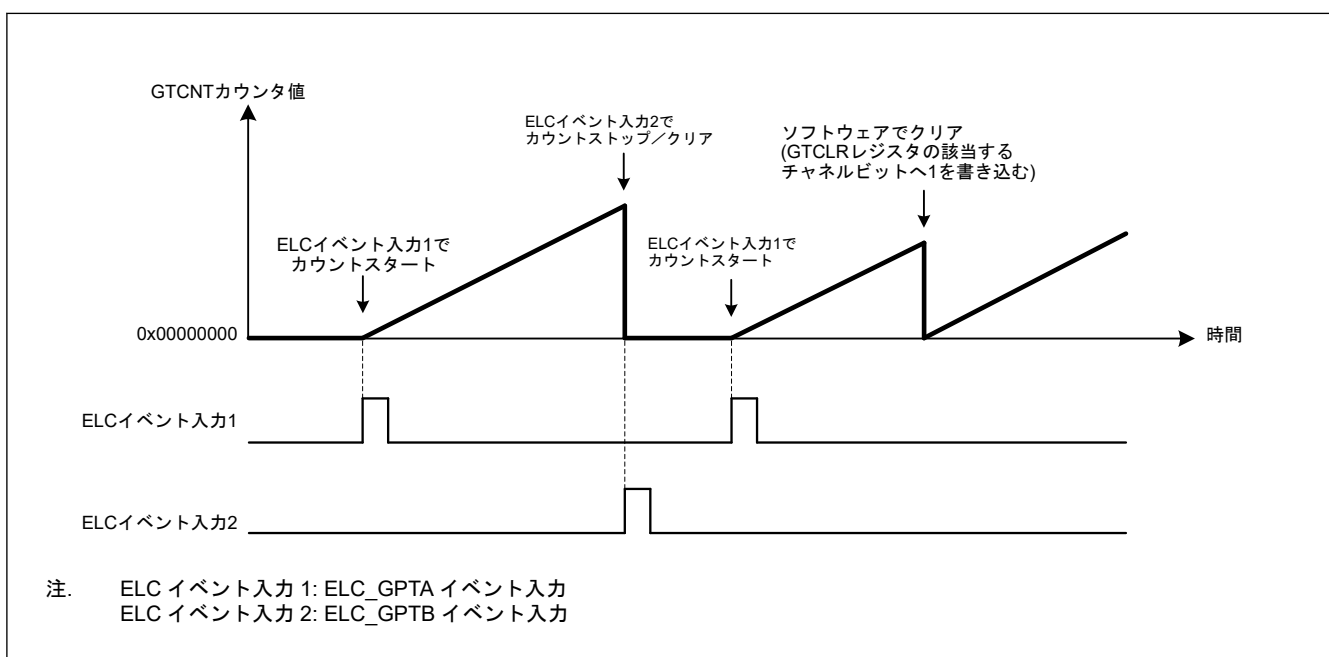 GTCNTカウンタ値
ELCイベント入力2で
カウントストップ／クリア
ソフトウェアでクリア
(GTCLRレジスタの該当する
チャネルビットへ1を書き込む)
ELCイベント入力1で
カウントスタート
ELCイベント入力1で
カウントスタート
0x00000000
時間
ELCイベント入力1
ELCイベント入力2
注. ELC イベント入力 1: ELC_GPTA イベント入力
ELC イベント入力 2: ELC_GPTB イベント入力